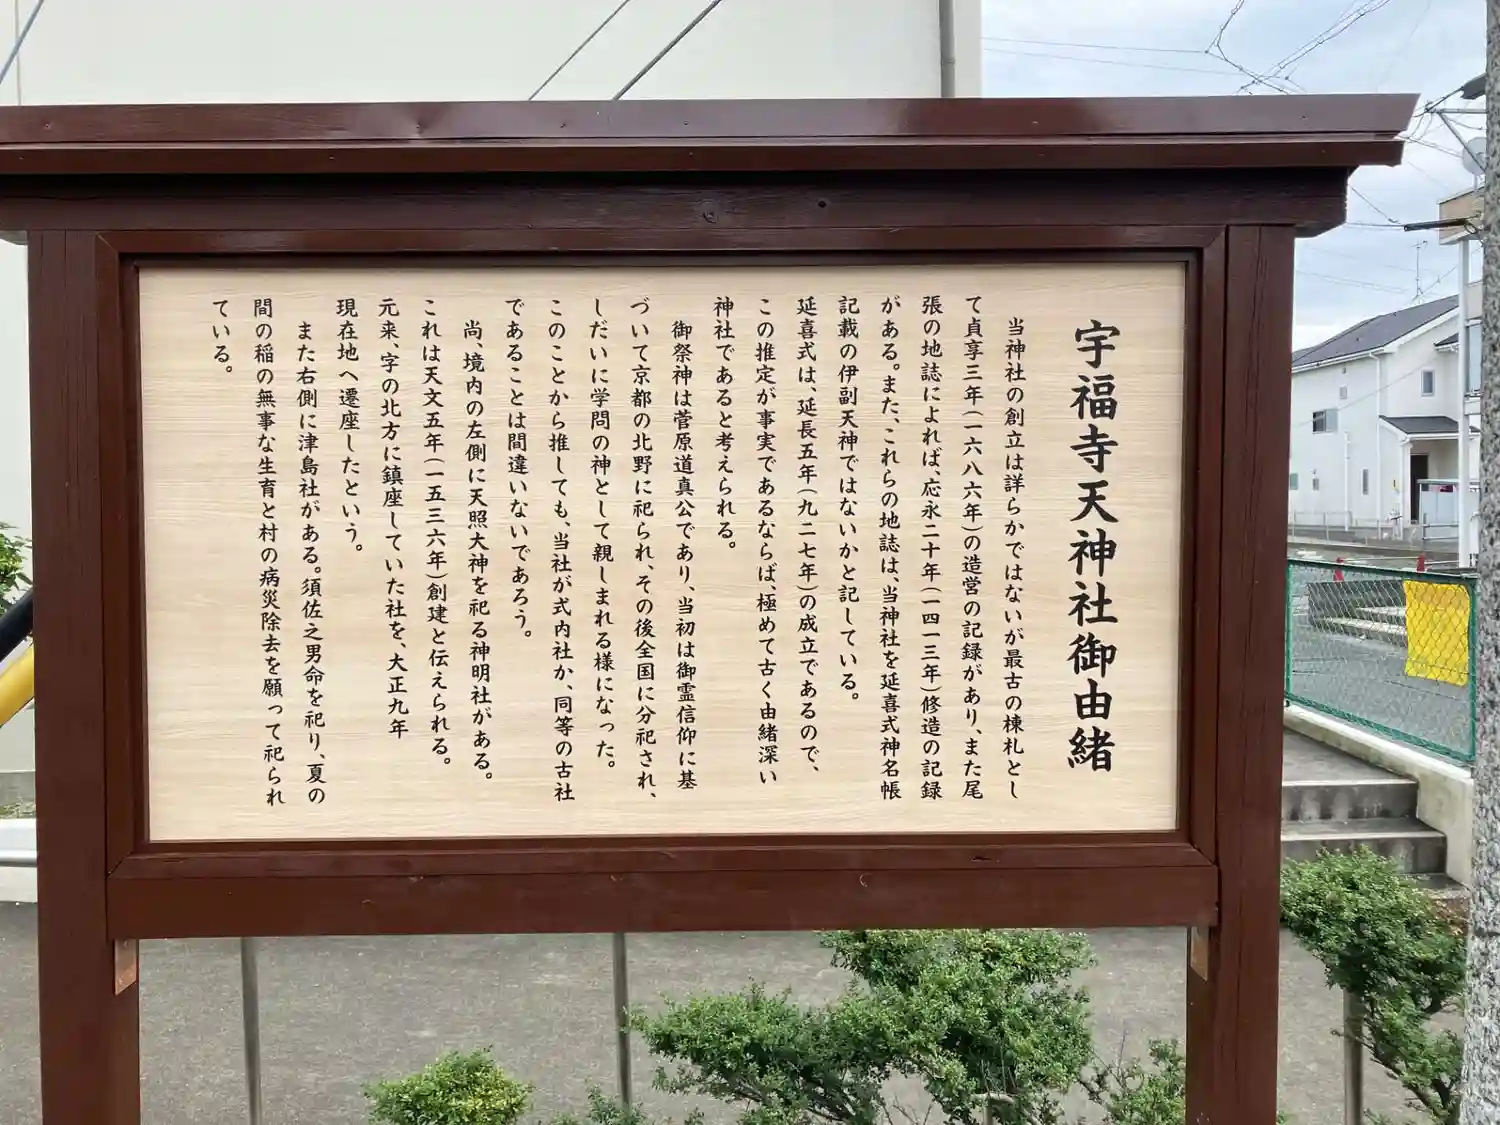 宇福寺天神社御由緒
当神社の創立は詳らかではないが最古の棟札とし
て貞享三年(一六八六年)の造営の記録があり、また尾
張の地誌によれば、応永二十年(一四一三年)修造の記録
がある。また、これらの地誌は、当神社を延喜式神名帳
記載の伊副天神ではないかと記している。
延喜式は、延長五年(九二七年)の成立であるので、
この推定が事実であるならば、極めて古く由緒深い
神社であると考えられる。
御祭神は菅原道真公であり、当初は御霊信仰に基
づいて京都の北野に祀られ、その後全国に分祀され、
しだいに学問の神として親しまれる様になった。
このことから推しても、当社が式内社か、同等の古社
であることは間違いないであろう。
尚、境内の左側に天照大神を祀る神明社がある。
これは天文五年(一五三六年)創建と伝えられる。
元来、字の北方に鎮座していた社を、大正九年
現在地へ遷座したという。
また右側に津島社がある。須佐之男命を祀り、夏の
間の稲の無事な生育と村の病災除去を願って祀られ
ている。